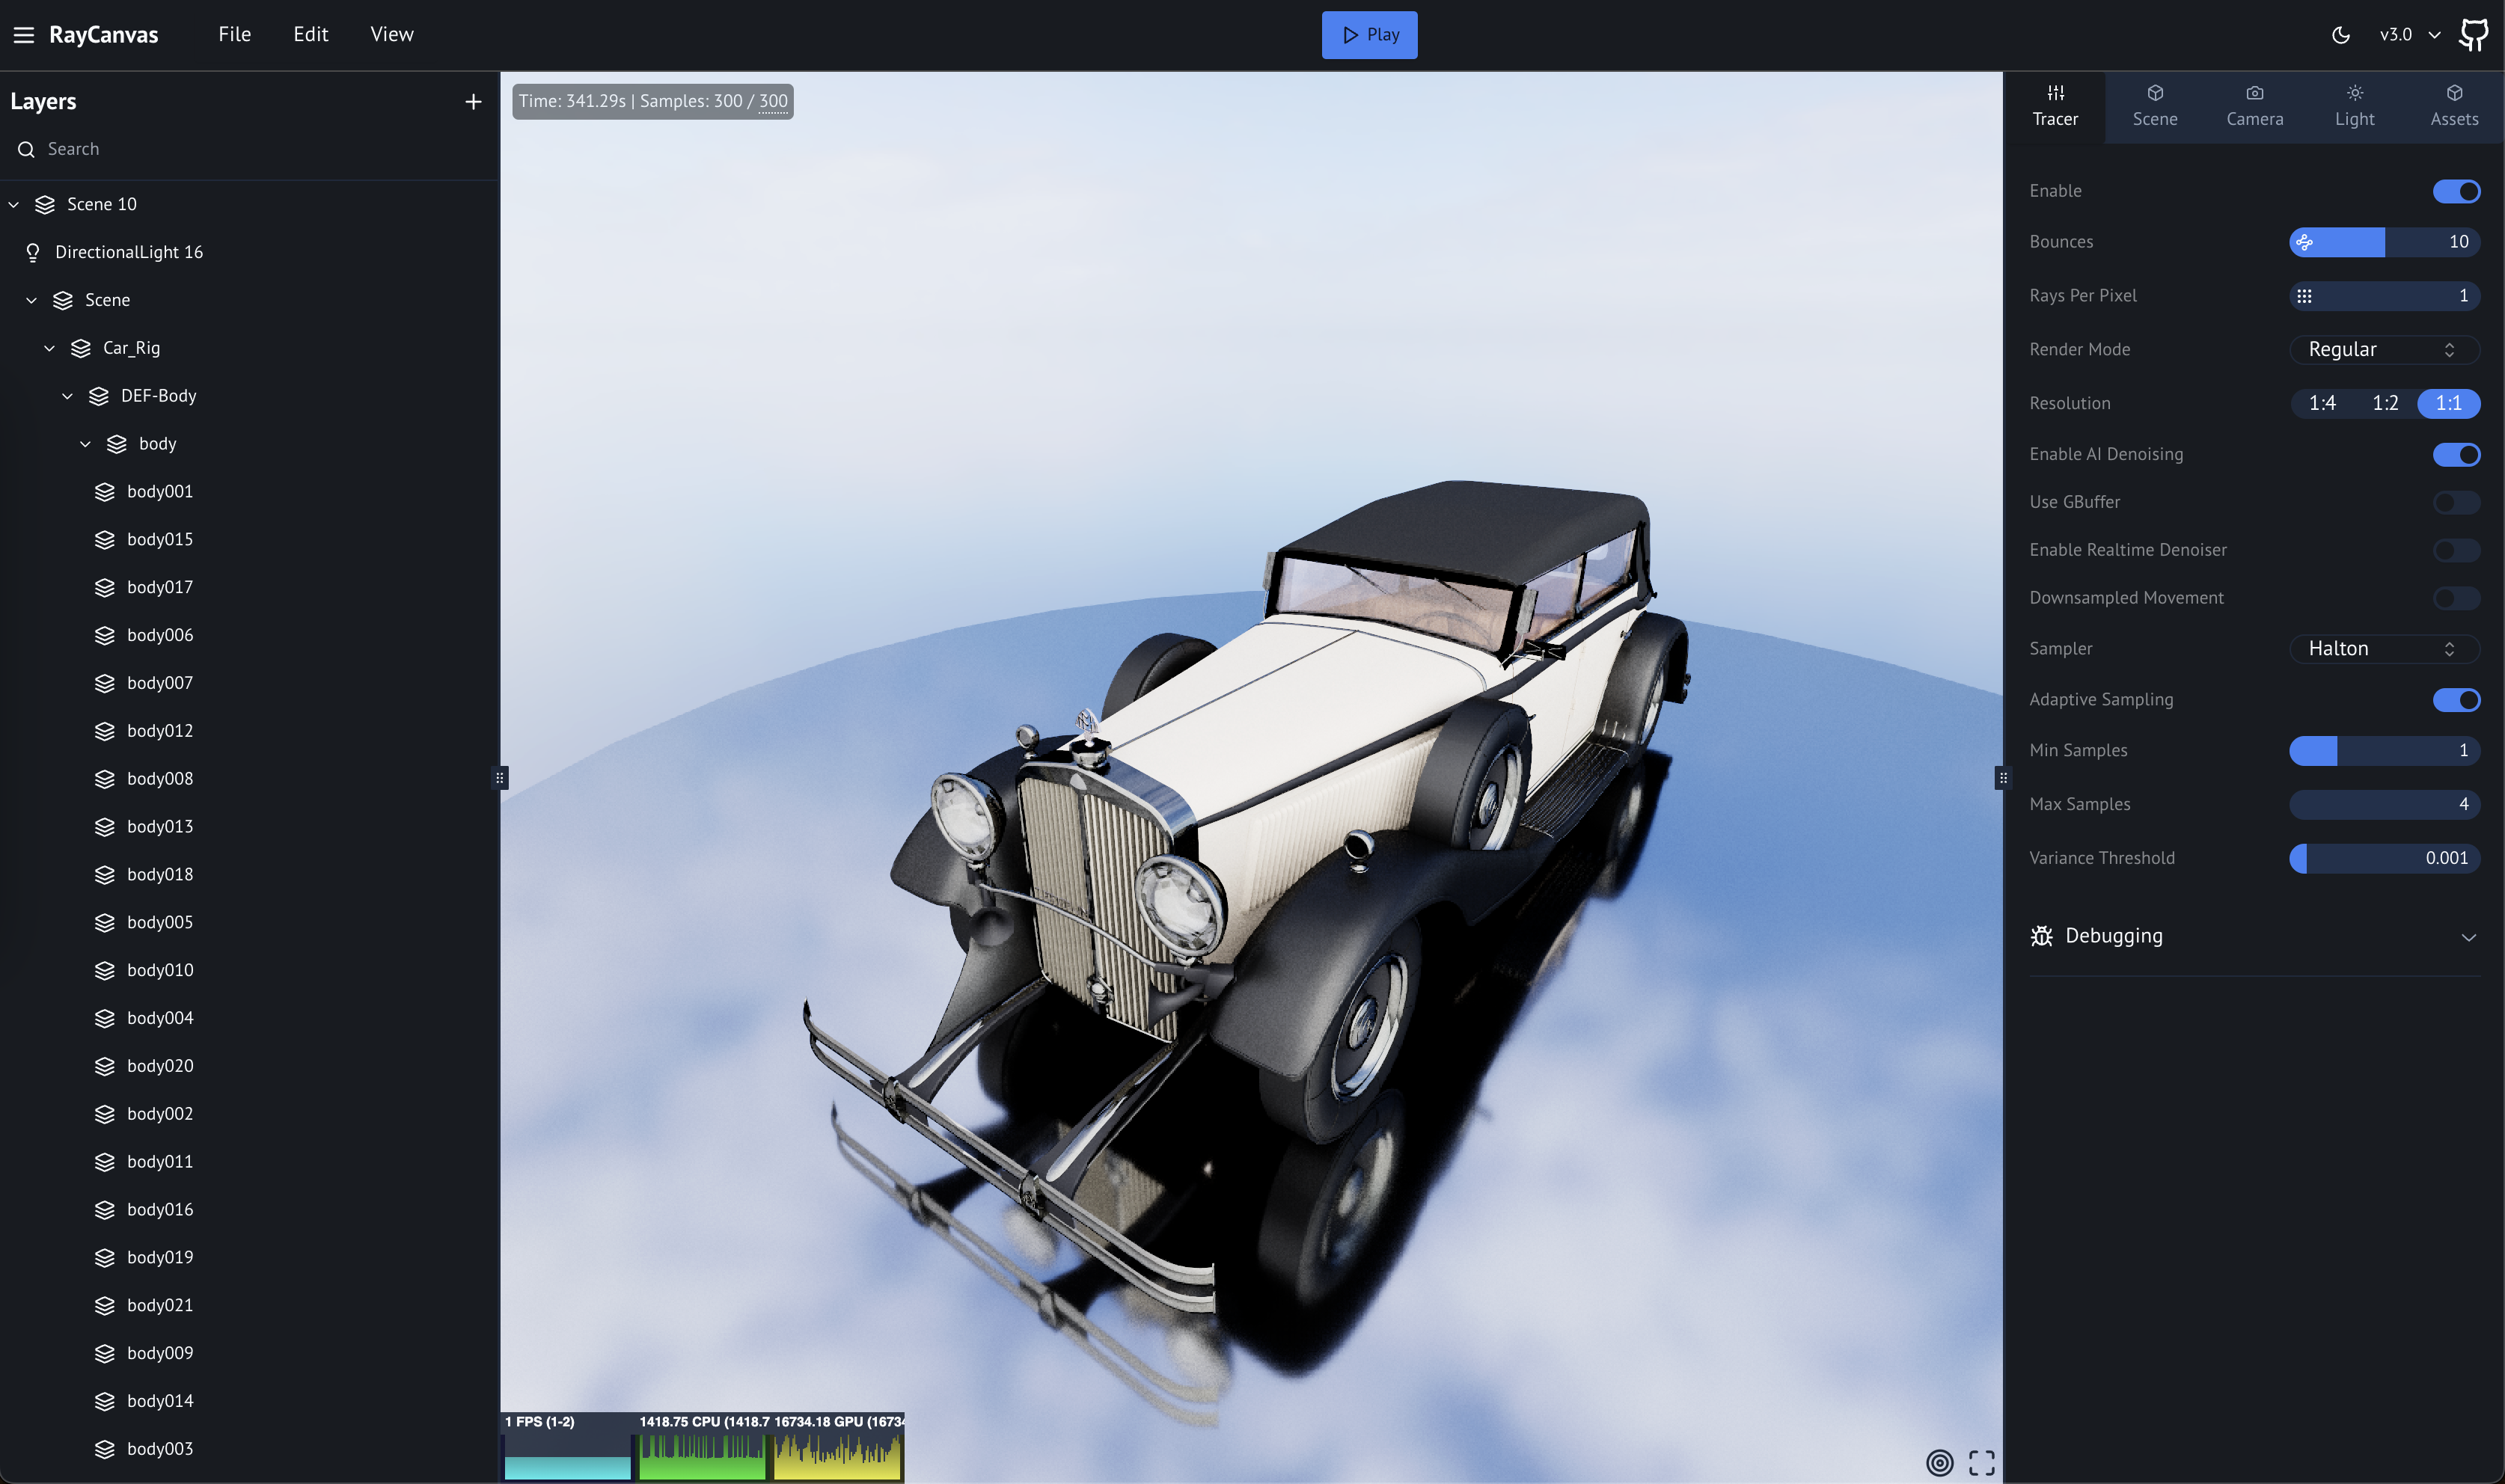 RayCanvas
File
Edit
View
Play
v3.0
Layers
Search
Scene 10
DirectionalLight 16
Scene
Car_Rig
DEF-Body
body
body001
body015
body017
body006
body007
body012
body008
body013
body018
body005
body010
body004
body020
body002
body011
body016
body019
body021
body009
body014
body003
Time: 341.29s | Samples: 300 / 300
1 FPS (1-2)
1418.75 CPU (1418.7
16734.18 GPU (16734
Tracer
Scene
Camera
Light
Assets
Enable
Bounces 10
Rays Per Pixel 1
Render Mode Regular
Resolution 1:4 1:2 1:1
Enable AI Denoising
Use GBuffer
Enable Realtime Denoiser
Downsampled Movement
Sampler Halton
Adaptive Sampling
Min Samples 1
Max Samples 4
Variance Threshold 0.001
Debugging